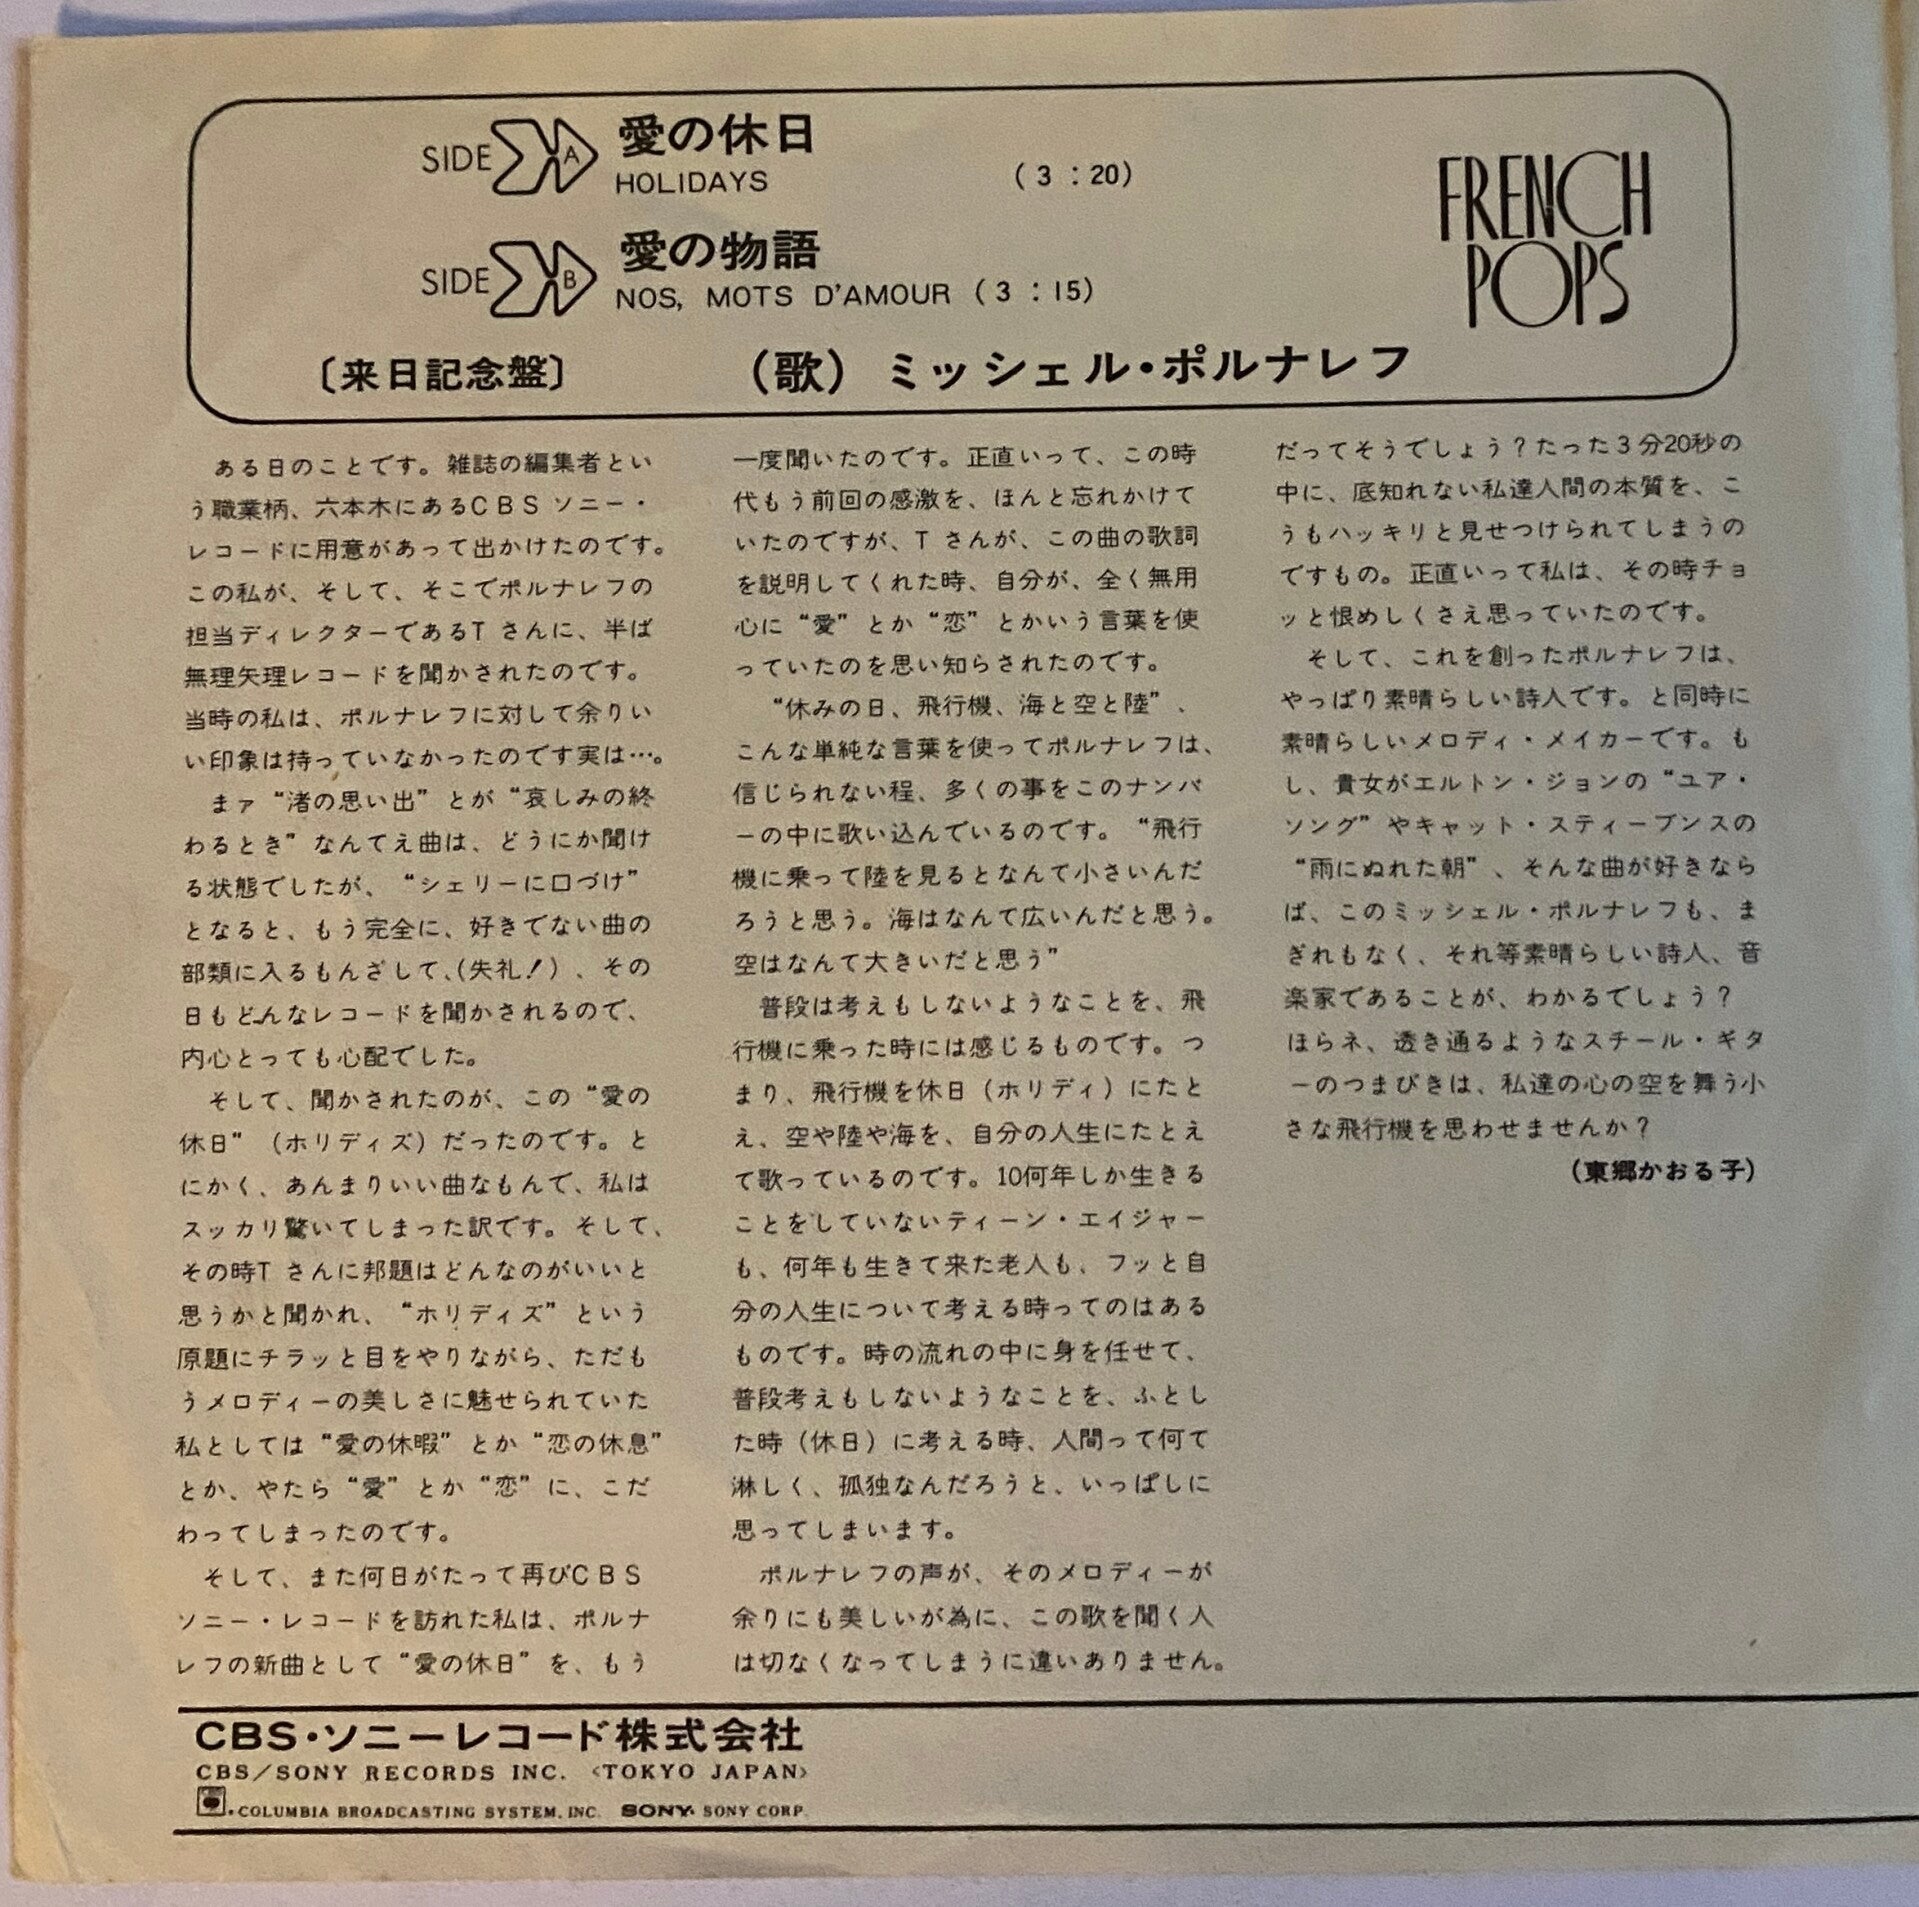 SIDE A 愛の休日
HOLIDAYS (3:20)
SIDE B 愛の物語
NOS, MOTS D'AMOUR (3:15)
〔来日記念盤〕 (歌) ミッシェル・ポルナレフ
FRENCH
POPS
ある日のことです。雑誌の編集者とい
う職業柄、六本木にあるCBSソニー・
レコードに用意があって出かけたのです。
この私が、そして、そこでポルナレフの
担当ディレクターであるTさんに、半ば
無理矢理レコードを聞かされたのです。
当時の私は、ポルナレフに対して余りい
い印象は持っていなかったのです実は…。
まァ“渚の思い出”とが“哀しみの終
わるとき”なんてえ曲は、どうにか聞け
る状態でしたが、“シェリーに口づけ”
となると、もう完全に、好きでない曲の
部類に入るもんざして、(失礼!)、その
日もどんなレコードを聞かされるので、
内心とっても心配でした。
そして、聞かされたのが、この“愛の
休日”(ホリディズ)だったのです。と
にかく、あんまりいい曲なもんで、私は
スッカリ驚いてしまった訳です。そして、
その時Tさんに邦題はどんなのがいいと
思うかと聞かれ、“ホリディズ”という
原題にチラッと目をやりながら、ただも
うメロディーの美しさに魅せられていた
私としては“愛の休暇”とか“恋の休息”
とか、やたら“愛”とか“恋”に、こだ
わってしまったのです。
そして、また何日がたって再びCBS
ソニー・レコードを訪れた私は、ポルナ
レフの新曲として“愛の休日”を、もう
一度聞いたのです。正直いって、この時
代もう前回の感激を、ほんと忘れかけて
いたのですが、Tさんが、この曲の歌詞
を説明してくれた時、自分が、全く無用
心に“愛”とか“恋”とかいう言葉を使
っていたのを思い知らされたのです。
“休みの日、飛行機、海と空と陸”、
こんな単純な言葉を使ってポルナレフは、
信じられない程、多くの事をこのナンバ
ーの中に歌い込んでいるのです。“飛行
機に乗って陸を見るとなんて小さいんだ
ろうと思う。海はなんて広いんだと思う。
空はなんて大きいだと思う”
普段は考えもしないようなことを、飛
行機に乗った時には感じるものです。つ
まり、飛行機を休日(ホリディ)にたと
え、空や陸や海を、自分の人生にたとえ
て歌っているのです。10何年しか生きる
ことをしていないティーン・エイジャー
も、何年も生きて来た老人も、フッと自
分の人生について考える時ってのはある
ものです。時の流れの中に身を任せて、
普段考えもしないようなことを、ふとし
た時(休日)に考える時、人間って何て
淋しく、孤独なんだろうと、いっぱしに
思ってしまいます。
ポルナレフの声が、そのメロディーが
余りにも美しいが為に、この歌を聞く人
は切なくなってしまうに違いありません。
だってそうでしょう?たった3分20秒の
中に、底知れない私達人間の本質を、こ
うもハッキリと見せつけられてしまうの
ですもの。正直いって私は、その時チョ
ッと恨めしくさえ思っていたのです。
そして、これを創ったポルナレフは、
やっぱり素晴らしい詩人です。と同時に
素晴らしいメロディ・メイカーです。も
し、貴女がエルトン・ジョンの“ユア・
ソング”やキャット・スティーブンスの
“雨にぬれた朝”、そんな曲が好きなら
ば、このミッシェル・ポルナレフも、ま
ぎれもなく、それ等素晴らしい詩人、音
楽家であることが、わかるでしょう?
ほらネ、透き通るようなスチール・ギタ
ーのつまびきは、私達の心の空を舞う小
さな飛行機を思わせませんか?
(東郷かおる子)
CBS・ソニーレコード株式会社
CBS/SONY RECORDS INC. <TOKYO JAPAN>
COLUMBIA BROADCASTING SYSTEM, INC. SONY SONY CORP.